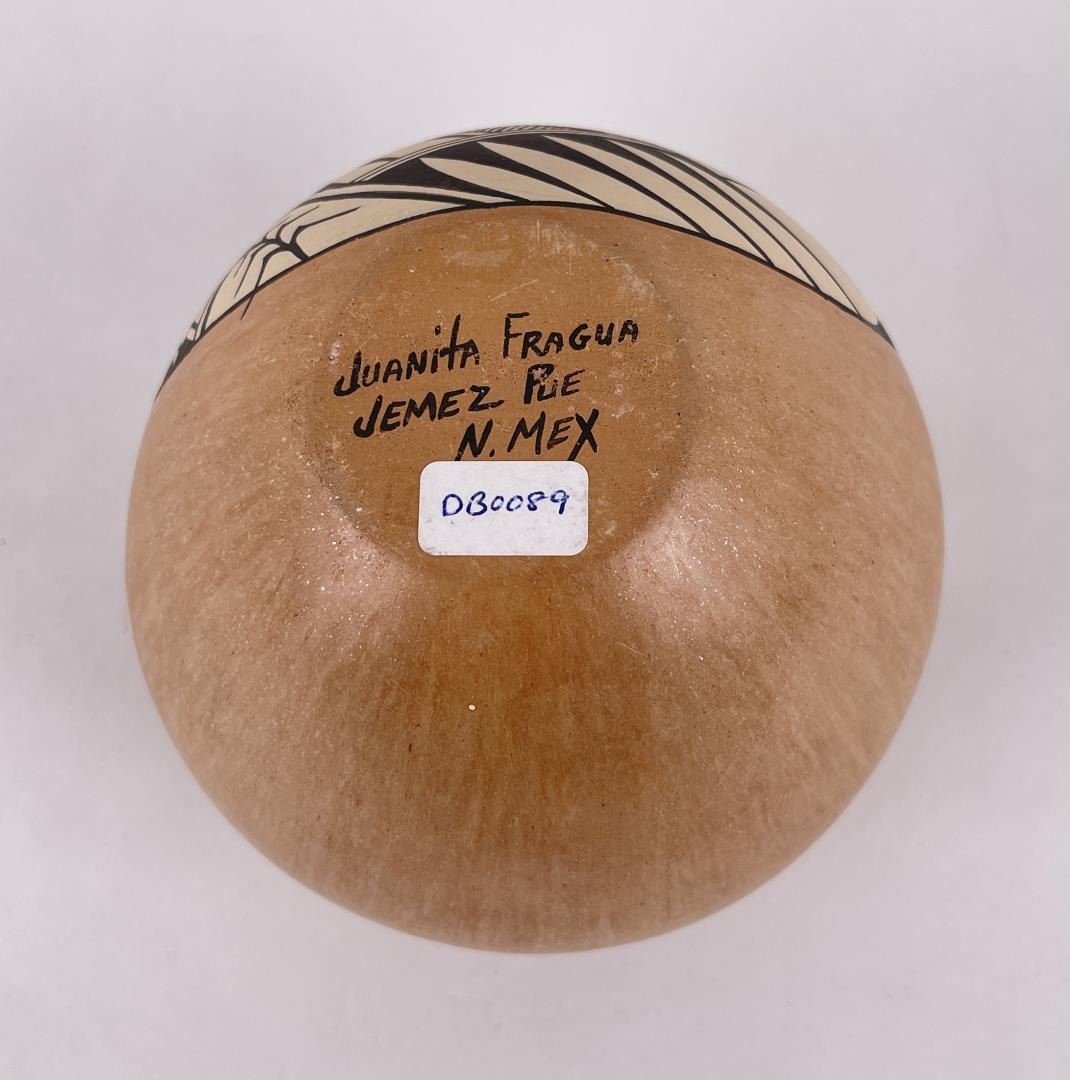 JUANITA FRAGUA
JEMEZ PUE
N. MEX
DB0089